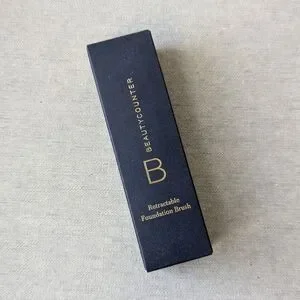 BEAUTYCOUNTER
B
Retractable
Foundation Brush